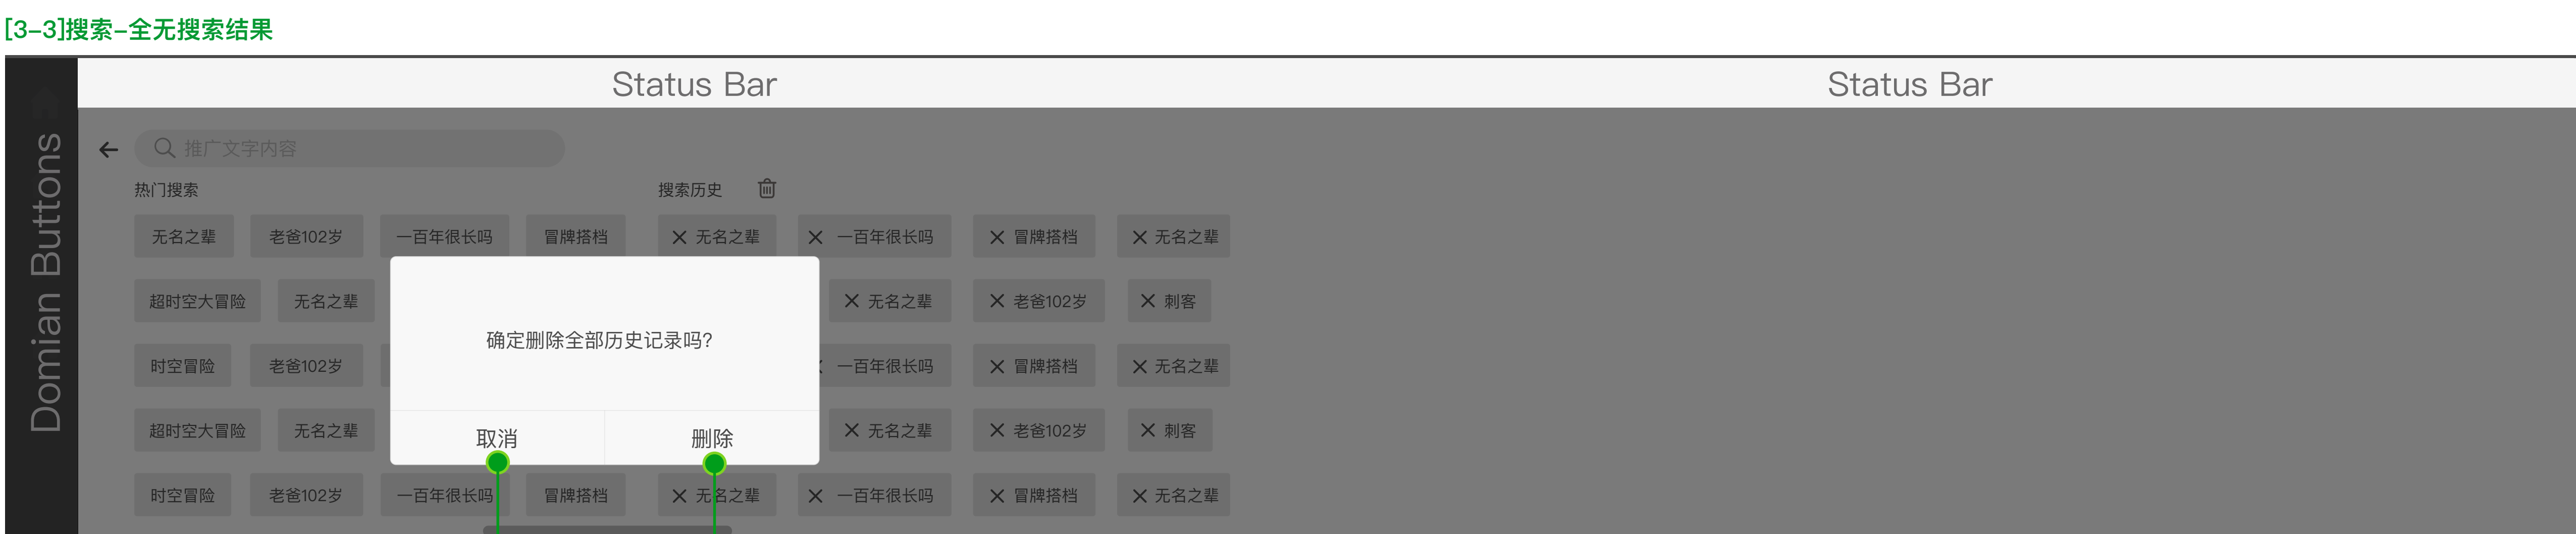 [3-3]搜索-全无搜索结果
Status Bar
Status Bar
Domian Buttons
推广文字内容
热门搜索
搜索历史
无名之辈 老爸102岁 一百年很长吗 冒牌搭档 无名之辈 一百年很长吗 冒牌搭档 无名之辈
超时空大冒险 无名之辈 无名之辈 老爸102岁 刺客
确定删除全部历史记录吗?
时空冒险 老爸102岁 一百年很长吗 冒牌搭档 无名之辈
超时空大冒险 无名之辈 无名之辈 老爸102岁 刺客
取消 删除
时空冒险 老爸102岁 一百年很长吗 冒牌搭档 无名之辈 一百年很长吗 冒牌搭档 无名之辈